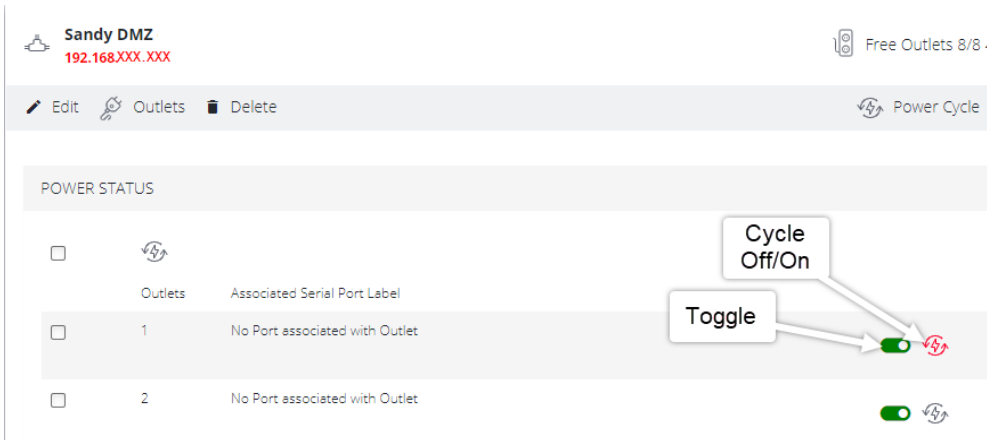 Sandy DMZ
192.168.XXX.XXX
Free Outlets 8/8
Edit Outlets Delete
Power Cycle
POWER STATUS
Cycle
Off/On
Outlets Associated Serial Port Label
Toggle
1 No Port associated with Outlet
2 No Port associated with Outlet